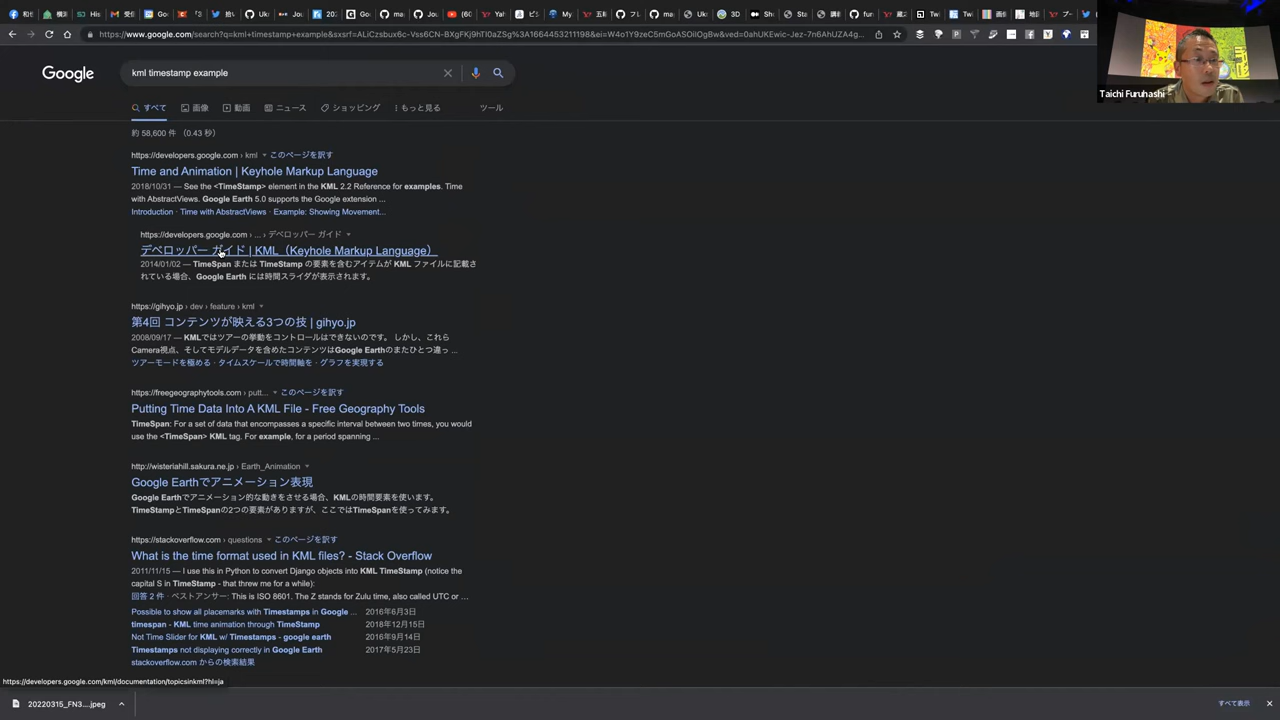 https://www.google.com/search?q=kml+timestamp+example&sxsrf=ALiCzsbux6c-Vss6CN-BXgFKj9hTI0aZSg%3A1664453211198&ei=W4o1Y9zeC5mGoASOiiOgBw&ved=0ahUKEwic-Jez-7n6AhUZA4g...
Taichi Furuhashi
Google
kml timestamp example
すべて 画像 動画 ニュース ショッピング もっと見る ツール
約 58,600 件 （0.43 秒）
https://developers.google.com › kml このページを訳す
Time and Animation | Keyhole Markup Language
2018/10/31 — See the <TimeStamp> element in the KML 2.2 Reference for examples. Time
with AbstractViews. Google Earth 5.0 supports the Google extension ...
Introduction · Time with AbstractViews · Example: Showing Movement...
https://developers.google.com › ... › デベロッパー ガイド
デベロッパー ガイド | KML（Keyhole Markup Language）
2014/01/02 — TimeSpan または TimeStamp の要素を含むアイテムが KML ファイルに記載さ
れている場合、Google Earth には時間スライダが表示されます。
https://gihyo.jp › dev › feature › kml
第4回 コンテンツが映える3つの技 | gihyo.jp
2008/09/17 — KMLではツアーの挙動をコントロールはできないのです。 しかし、これら
Camera視点、そしてモデルデータを含めたコンテンツはGoogle Earthのまたひとつ違っ ...
ツアーモードを極める · タイムスケールで時間軸を · グラフを実現する
https://freegeographytools.com › putt... このページを訳す
Putting Time Data Into A KML File - Free Geography Tools
TimeSpan: For a set of data that encompasses a specific interval between two times, you would
use the <TimeSpan> KML tag. For example, for a period spanning ...
http://wisteriahill.sakura.ne.jp › Earth_Animation
Google Earthでアニメーション表現
Google Earthでアニメーション的な動きをさせる場合、KMLの時間要素を使います。
TimeStampとTimeSpanの2つの要素がありますが、ここではTimeSpanを使ってみます。
https://stackoverflow.com › questions このページを訳す
What is the time format used in KML files? - Stack Overflow
2011/11/15 — I use this in Python to convert Django objects into KML TimeStamp (notice the
capital S in TimeStamp - that threw me for a while):
回答 2 件 · ベストアンサー: This is ISO 8601. The Z stands for Zulu time, also called UTC or ...
Possible to show all placemarks with Timestamps in Google ... 2016年6月3日
timespan - KML time animation through TimeStamp 2018年12月15日
Not Time Slider for KML w/ Timestamps - google earth 2016年9月14日
Timestamps not displaying correctly in Google Earth 2017年5月23日
stackoverflow.com からの検索結果
https://developers.google.com/kml/documentation/topicsinkml?hl=ja
20220315_FN3....jpeg
すべて表示